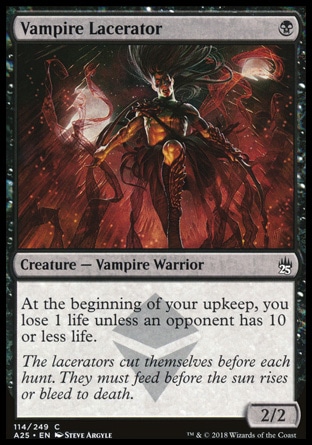 Vampire Lacerator
Creature — Vampire Warrior
25
At the beginning of your upkeep, you
lose 1 life unless an opponent has 10
or less life.
The lacerators cut themselves before each
hunt. They must feed before the sun rises
or bleed to death.
2/2
114/249 C
A25 • EN STEVE ARGYLE
™ & © 2018 Wizards of the Coast